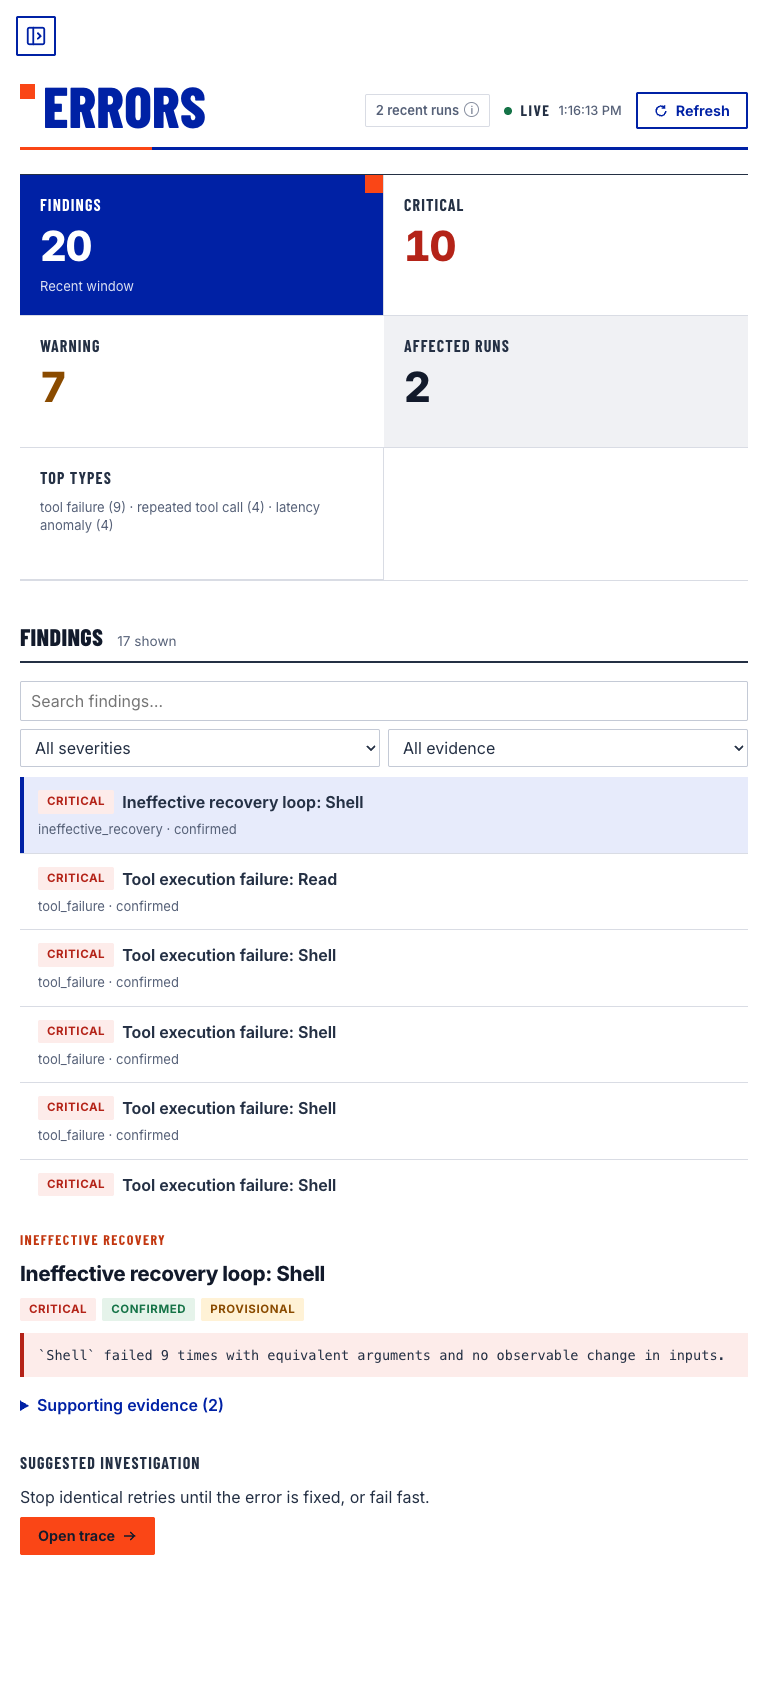 ERRORS
2 recent runs ⓘ
LIVE 1:16:13 PM
Refresh
FINDINGS
20
Recent window
CRITICAL
10
WARNING
7
AFFECTED RUNS
2
TOP TYPES
tool failure (9) · repeated tool call (4) · latency
anomaly (4)
FINDINGS 17 shown
Search findings...
All severities
All evidence
CRITICAL Ineffective recovery loop: Shell
ineffective_recovery · confirmed
CRITICAL Tool execution failure: Read
tool_failure · confirmed
CRITICAL Tool execution failure: Shell
tool_failure · confirmed
CRITICAL Tool execution failure: Shell
tool_failure · confirmed
CRITICAL Tool execution failure: Shell
tool_failure · confirmed
CRITICAL Tool execution failure: Shell
INEFFECTIVE RECOVERY
Ineffective recovery loop: Shell
CRITICAL CONFIRMED PROVISIONAL
`Shell` failed 9 times with equivalent arguments and no observable change in inputs.
Supporting evidence (2)
SUGGESTED INVESTIGATION
Stop identical retries until the error is fixed, or fail fast.
Open trace →